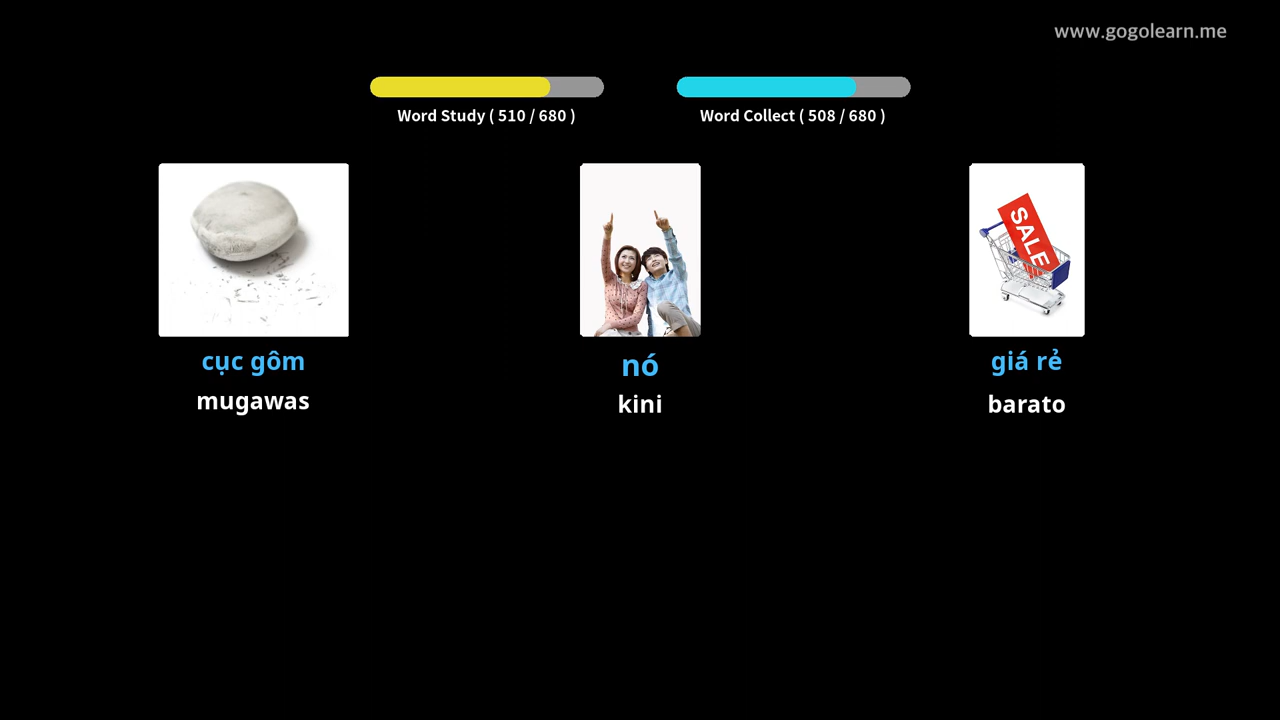 www.gogolearn.me
Word Study ( 510 / 680 )
Word Collect ( 508 / 680 )
SALE
cục gôm
nó
giá rẻ
mugawas
kini
barato